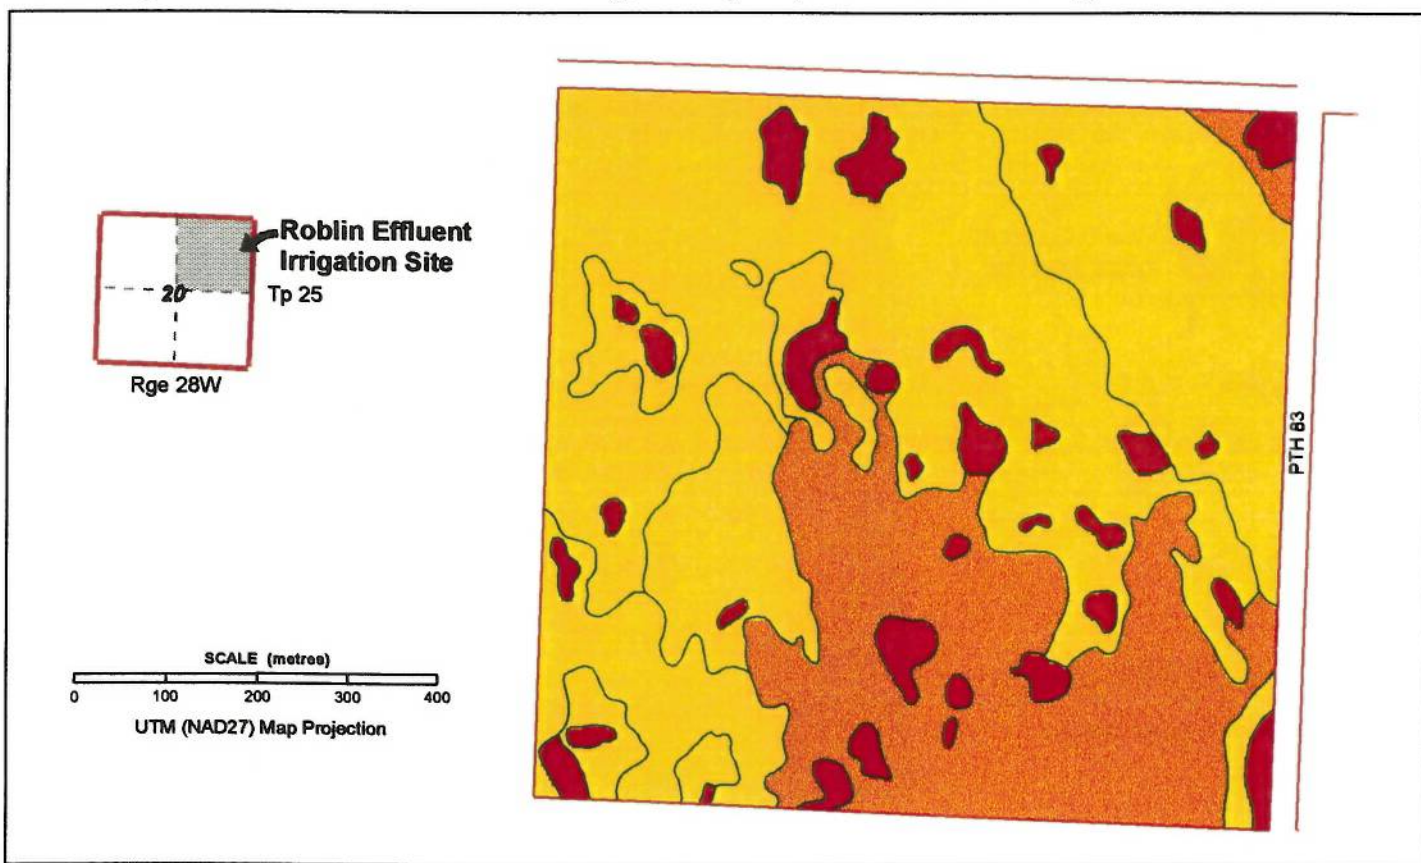 Roblin Effluent
Irrigation Site
20
Tp 25
Rge 28W
PTH 83
SCALE (metres)
0 100 200 300 400
UTM (NAD27) Map Projection